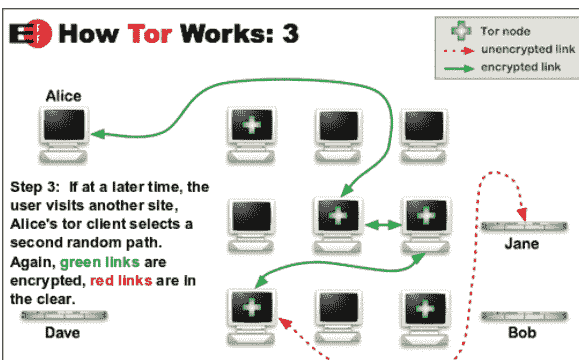 How Tor Works: 3
Tor node
unencrypted link
encrypted link
Alice
Step 3: If at a later time, the
user visits another site,
Alice's tor client selects a
second random path.
Again, green links are
encrypted, red links are in
the clear.
Jane
Dave
Bob